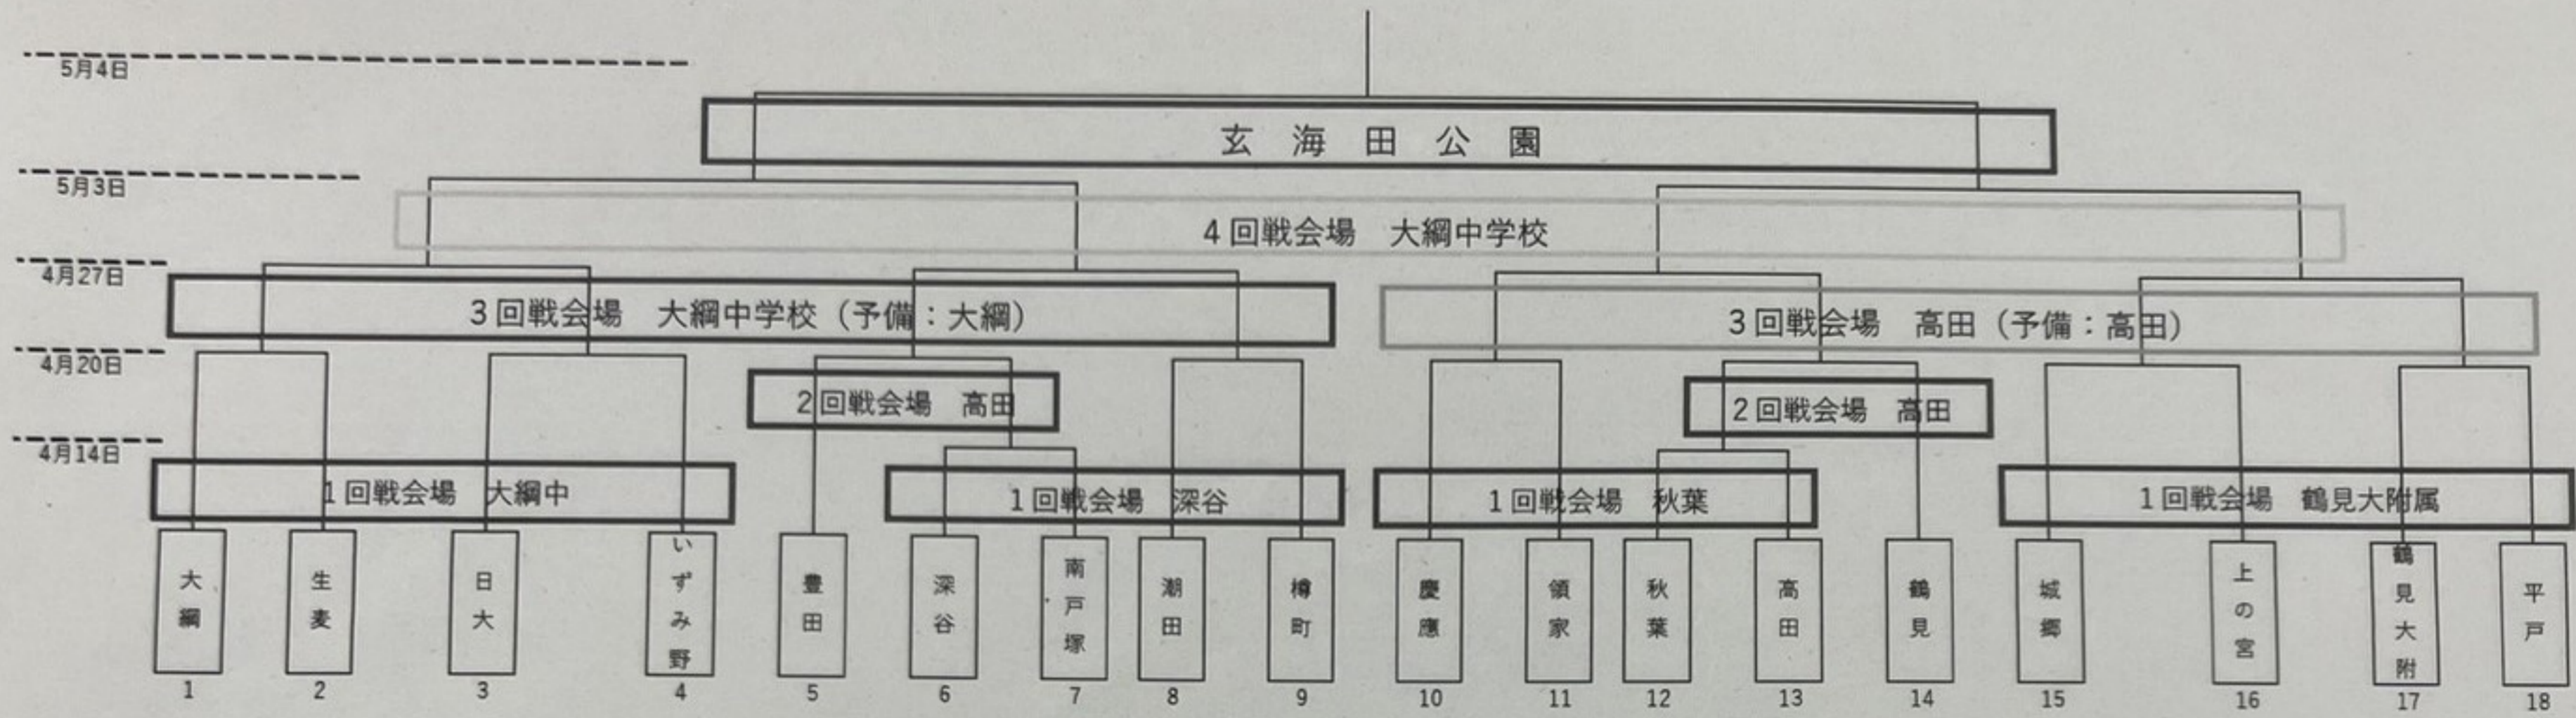 5月4日
玄海田公園
5月3日
4回戦会場 大綱中学校
4月27日
3回戦会場 大綱中学校（予備：大綱）
3回戦会場 高田（予備：高田）
4月20日
2回戦会場 高田
2回戦会場 高田
4月14日
1回戦会場 大綱中
1回戦会場 深谷
1回戦会場 秋葉
1回戦会場 鶴見大附属
大綱
生麦
日大
いずみ野
豊田
深谷
南戸塚
潮田
樽町
慶應
領家
秋葉
高田
鶴見
城郷
上の宮
鶴見大附
平戸
1 2 3 4 5 6 7 8 9 10 11 12 13 14 15 16 17 18